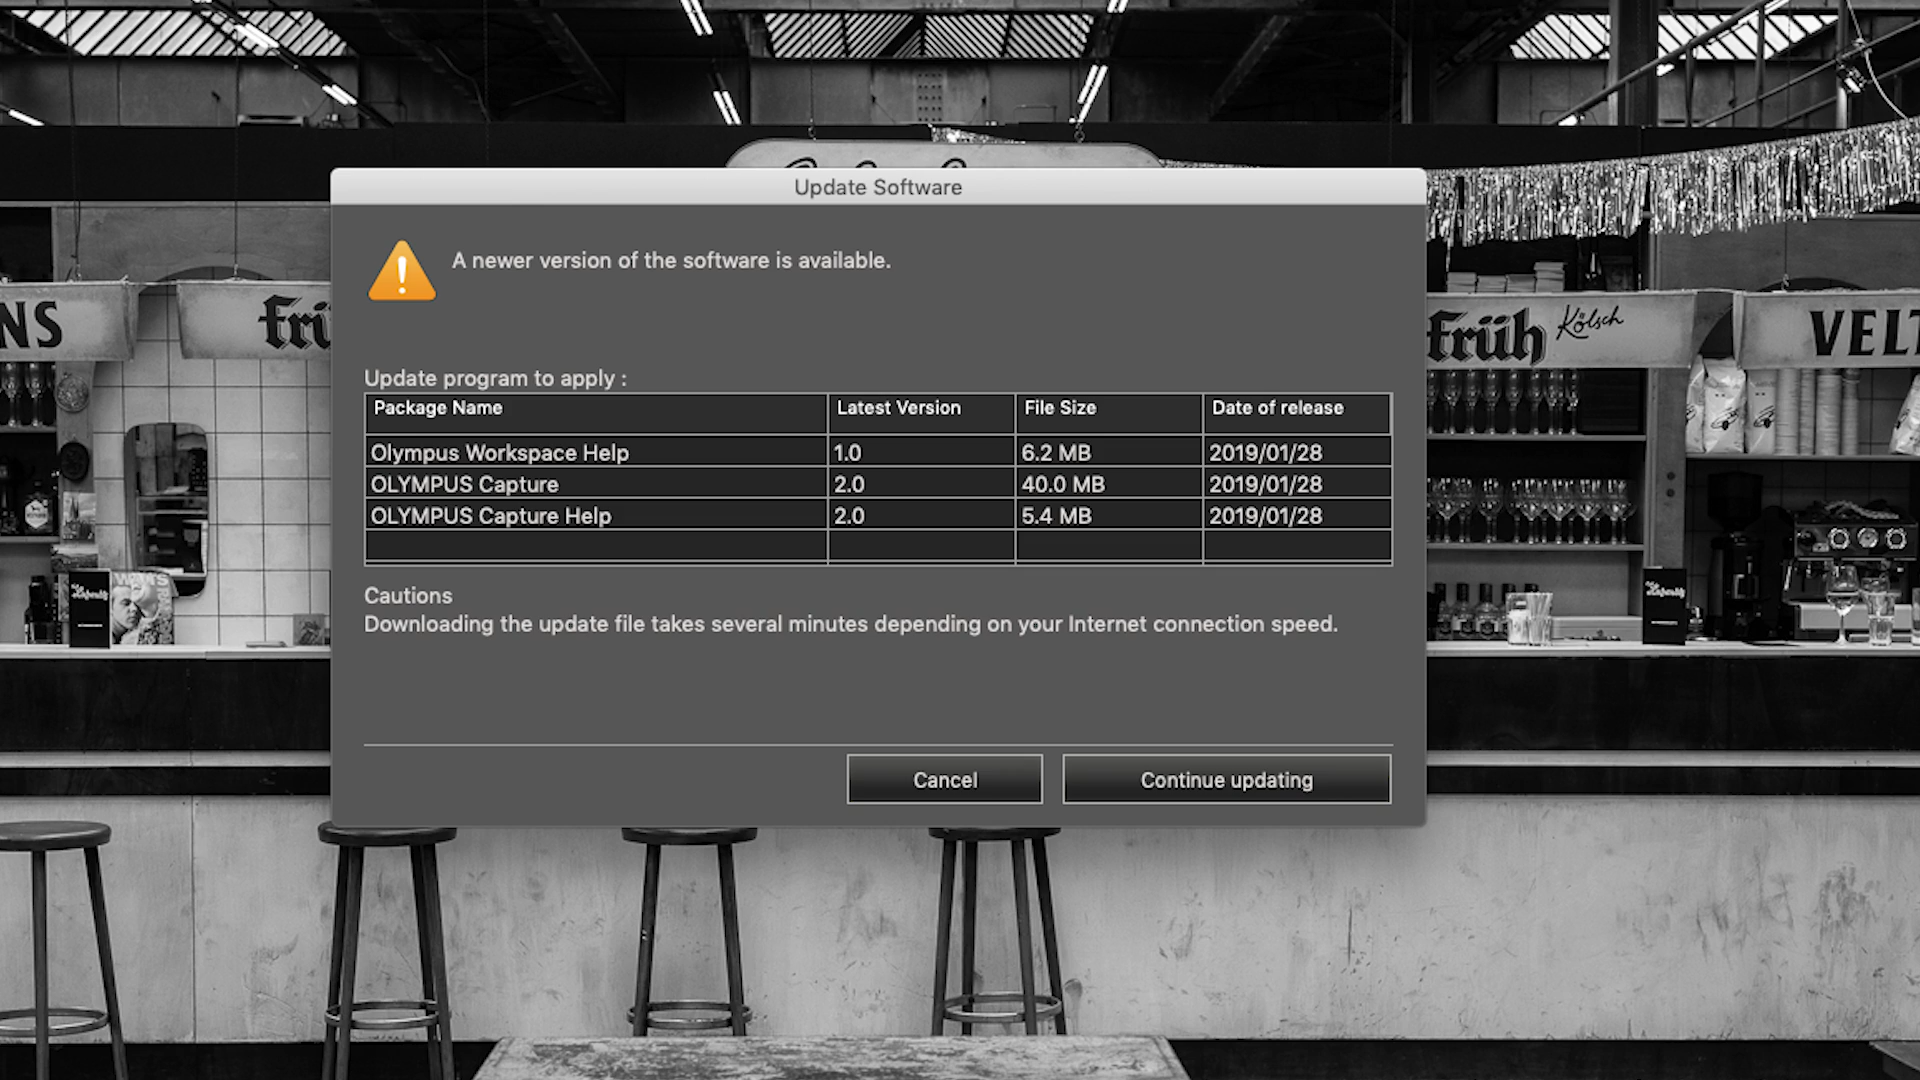 Update Software
A newer version of the software is available.
NS
früh Kölsch
Update program to apply :
Package Name Latest Version File Size Date of release
Olympus Workspace Help 1.0 6.2 MB 2019/01/28
OLYMPUS Capture 2.0 40.0 MB 2019/01/28
OLYMPUS Capture Help 2.0 5.4 MB 2019/01/28
Cautions
Downloading the update file takes several minutes depending on your Internet connection speed.
Cancel Continue updating